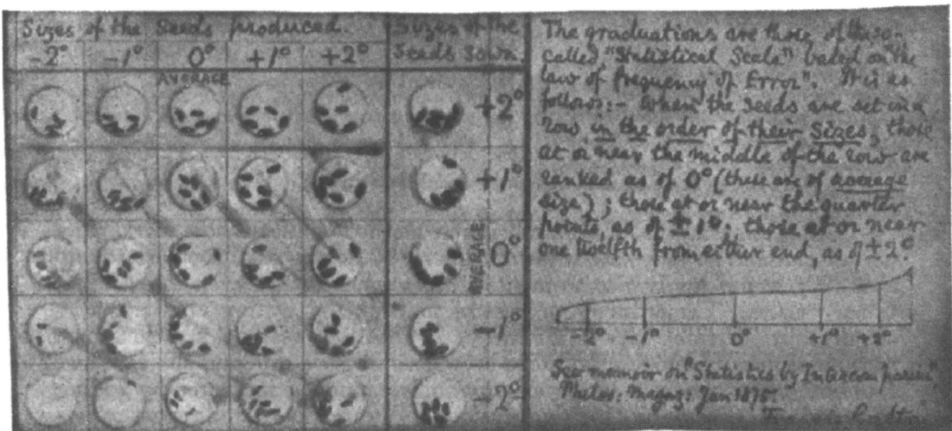 Sizes of the Seeds produced
-2° -1° 0° +1° +2°
AVERAGE
Sizes of the
Seeds Sown
+2°
+1°
AVERAGE 0°
-1°
-2°
The graduations are those of the so-
called "Statistical Scale" based on the
law of Frequency of Error". It is as
follows:- When the seeds are set in a
row in the order of their sizes, those
at or near the middle of the row are
ranked as of 0° (these are of average
size); those at or near the quarter
points, as of ±1°: those at or near
one twelfth from either end, as of ±2°
-2° -1° 0° +1° +2°
See memoir on "Statistics by Intercomparison",
Philos: Magaz: Jan 1875.